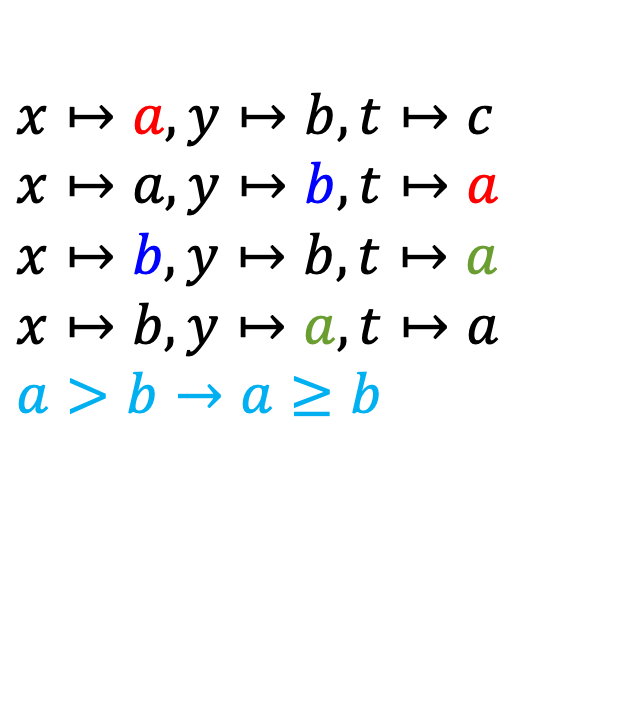 x ↦ a, y ↦ b, t ↦ c
x ↦ a, y ↦ b, t ↦ a
x ↦ b, y ↦ b, t ↦ a
x ↦ b, y ↦ a, t ↦ a
a > b → a ≥ b